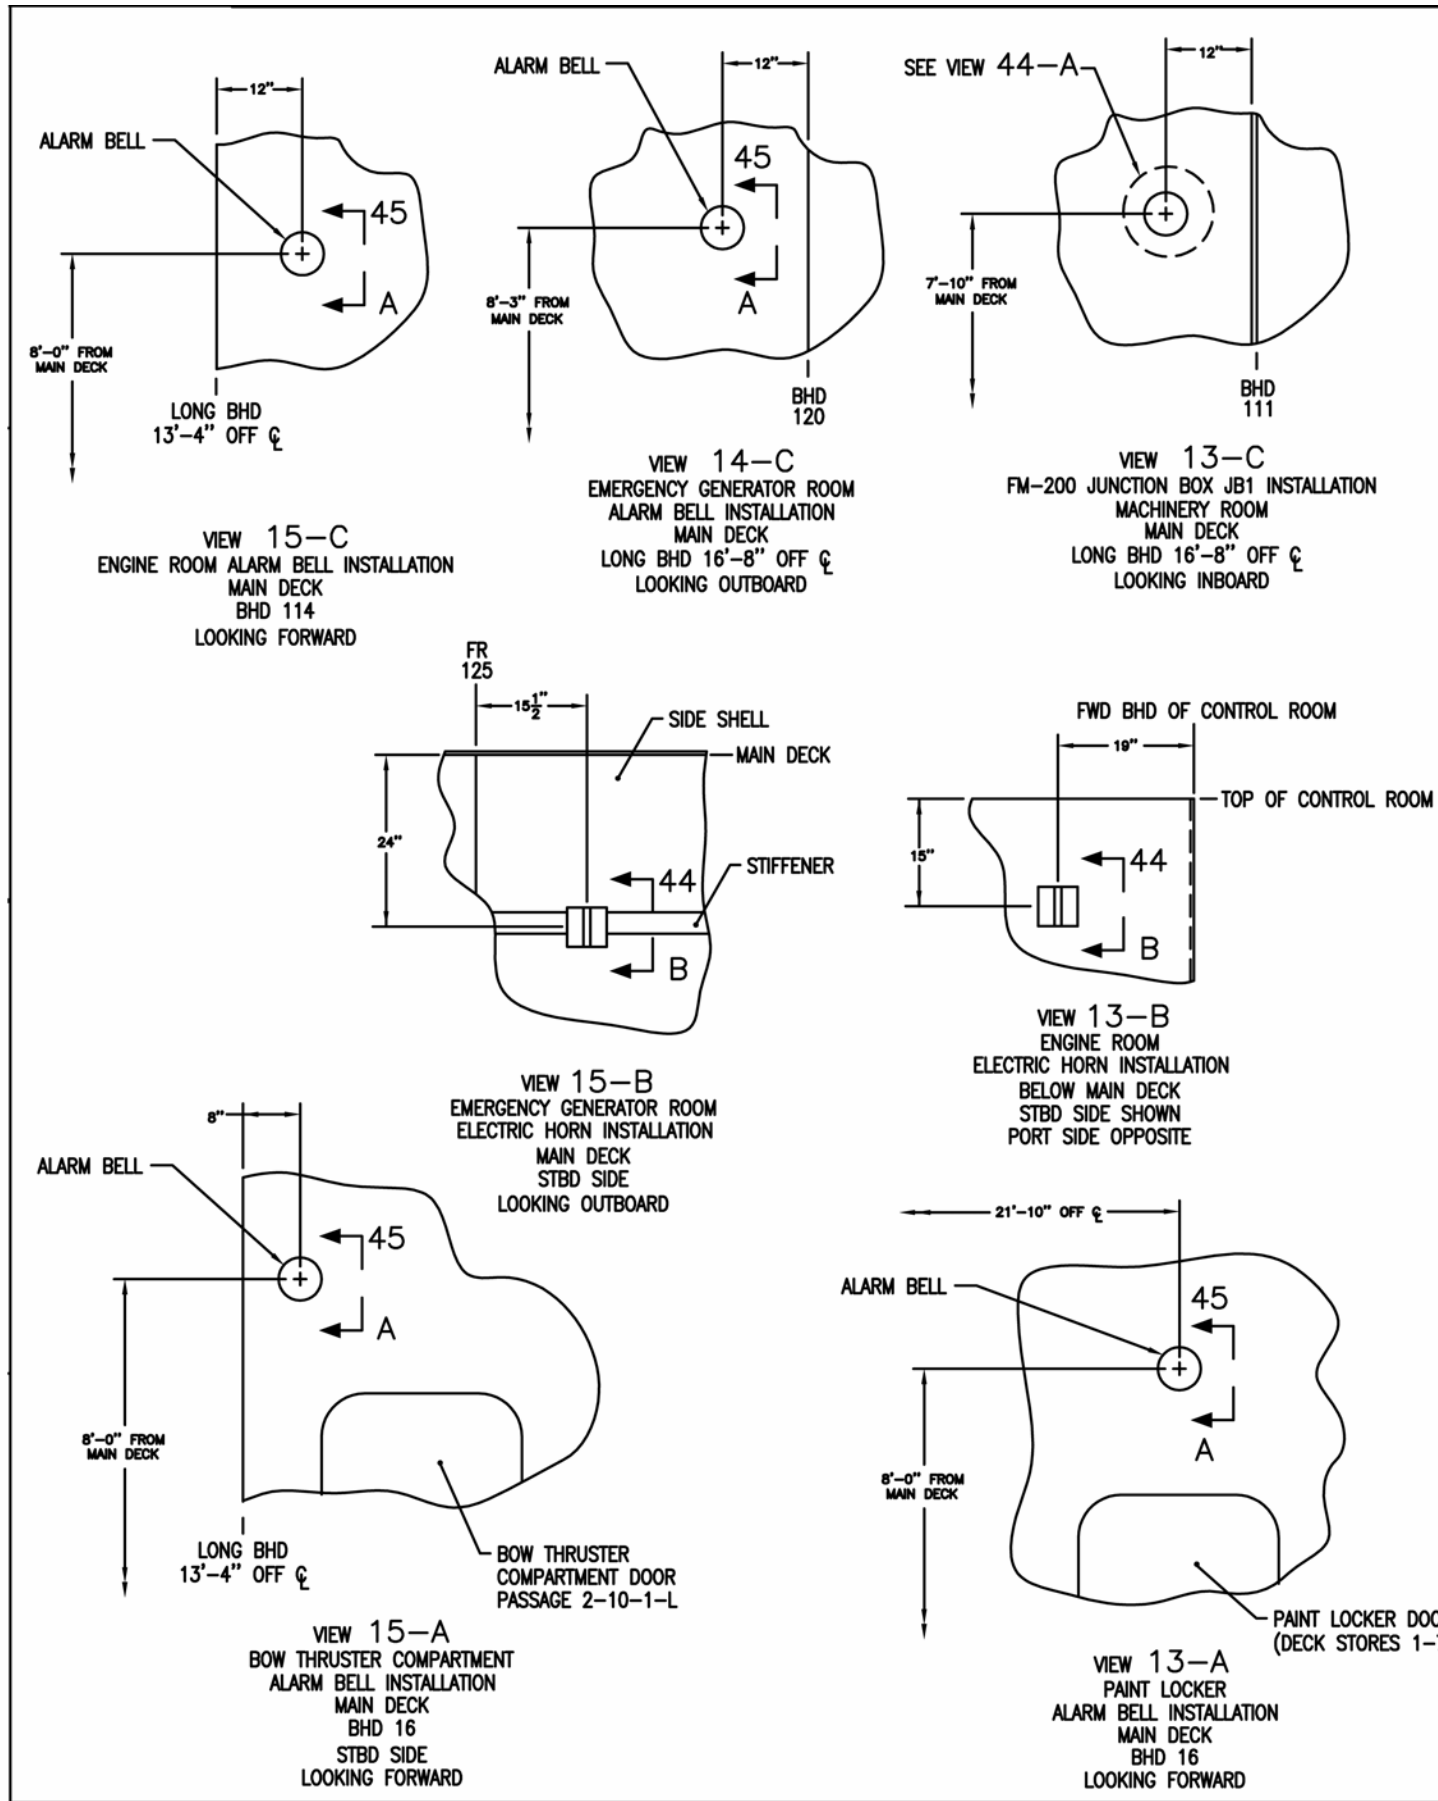 12"
ALARM BELL
45
A
8'-0" FROM
MAIN DECK
LONG BHD
13'-4" OFF ℄
VIEW 15-C
ENGINE ROOM ALARM BELL INSTALLATION
MAIN DECK
BHD 114
LOOKING FORWARD
ALARM BELL
12"
45
A
8'-3" FROM
MAIN DECK
BHD
120
VIEW 14-C
EMERGENCY GENERATOR ROOM
ALARM BELL INSTALLATION
MAIN DECK
LONG BHD 16'-8" OFF ℄
LOOKING OUTBOARD
SEE VIEW 44-A
12"
7'-10" FROM
MAIN DECK
BHD
111
VIEW 13-C
FM-200 JUNCTION BOX JB1 INSTALLATION
MACHINERY ROOM
MAIN DECK
LONG BHD 16'-8" OFF ℄
LOOKING INBOARD
FR
125
15 1/2"
SIDE SHELL
MAIN DECK
24"
44
STIFFENER
B
VIEW 15-B
EMERGENCY GENERATOR ROOM
ELECTRIC HORN INSTALLATION
MAIN DECK
STBD SIDE
LOOKING OUTBOARD
FWD BHD OF CONTROL ROOM
19"
TOP OF CONTROL ROOM
15"
44
B
VIEW 13-B
ENGINE ROOM
ELECTRIC HORN INSTALLATION
BELOW MAIN DECK
STBD SIDE SHOWN
PORT SIDE OPPOSITE
8"
ALARM BELL
45
A
8'-0" FROM
MAIN DECK
LONG BHD
13'-4" OFF ℄
BOW THRUSTER
COMPARTMENT DOOR
PASSAGE 2-10-1-L
VIEW 15-A
BOW THRUSTER COMPARTMENT
ALARM BELL INSTALLATION
MAIN DECK
BHD 16
STBD SIDE
LOOKING FORWARD
21'-10" OFF ℄
ALARM BELL
45
A
8'-0" FROM
MAIN DECK
PAINT LOCKER
(DECK STORES
VIEW 13-A
PAINT LOCKER
ALARM BELL INSTALLATION
MAIN DECK
BHD 16
LOOKING FORWARD